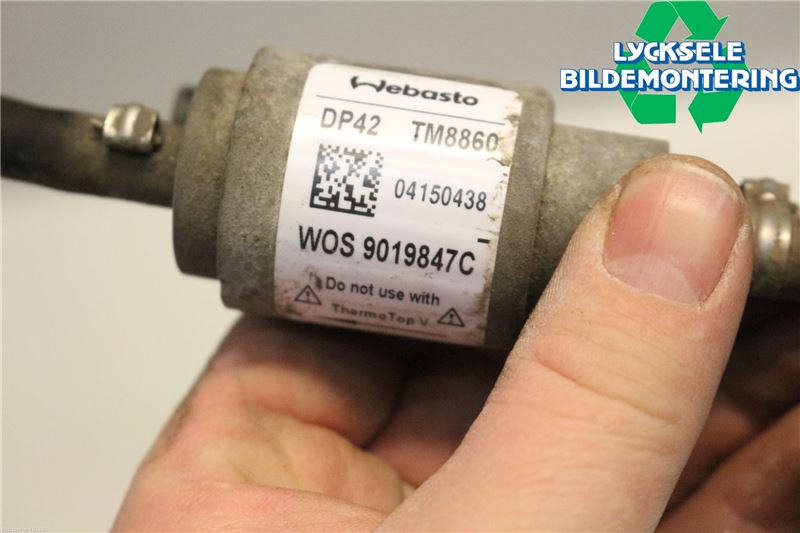 LYCKSELE
BILDEMONTERING
Webasto
DP42 TM8860
04150438
WOS 9019847C
Do not use with
ThermoTop V